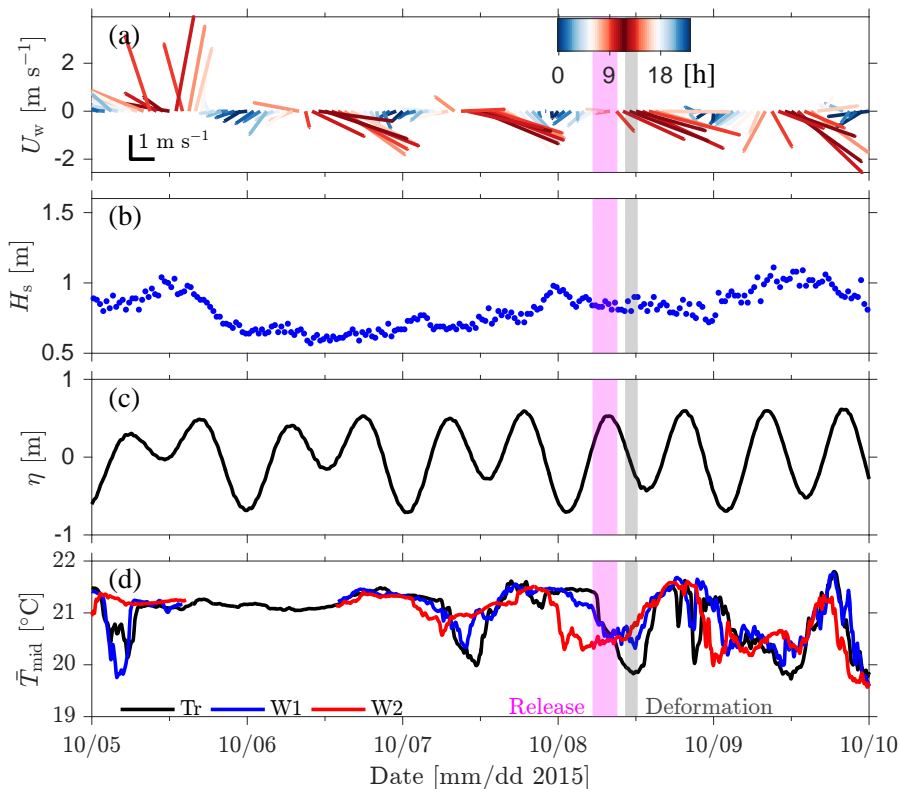 (a)
2
0
-2
U_w [m s⁻¹]
1 m s⁻¹
0 9 18 [h]
(b)
1.5
1
0.5
H_s [m]
(c)
1
0
-1
η [m]
(d)
22
21
20
19
T̄_mid [°C]
Tr W1 W2 Release Deformation
10/05 10/06 10/07 10/08 10/09 10/10
Date [mm/dd 2015]